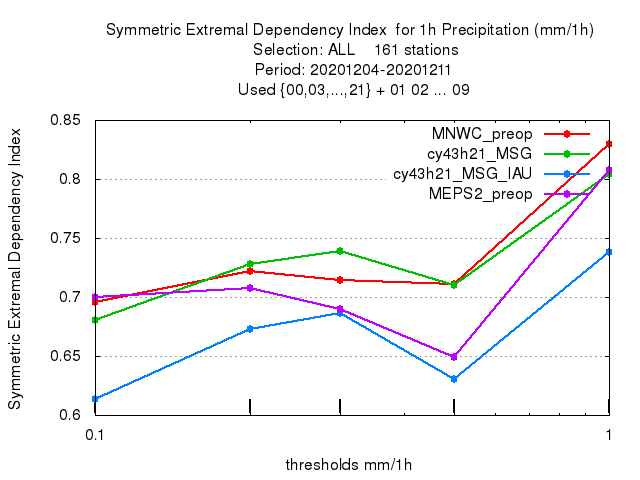 Symmetric Extremal Dependency Index  for 1h Precipitation (mm/1h)
Selection: ALL    161 stations
Period: 20201204-20201211
Used {00,03,...,21} + 01 02 ... 09
Symmetric Extremal Dependency Index
0.85
0.8
0.75
0.7
0.65
0.6
MNWC_preop
cy43h21_MSG
cy43h21_MSG_IAU
MEPS2_preop
0.1
1
thresholds mm/1h